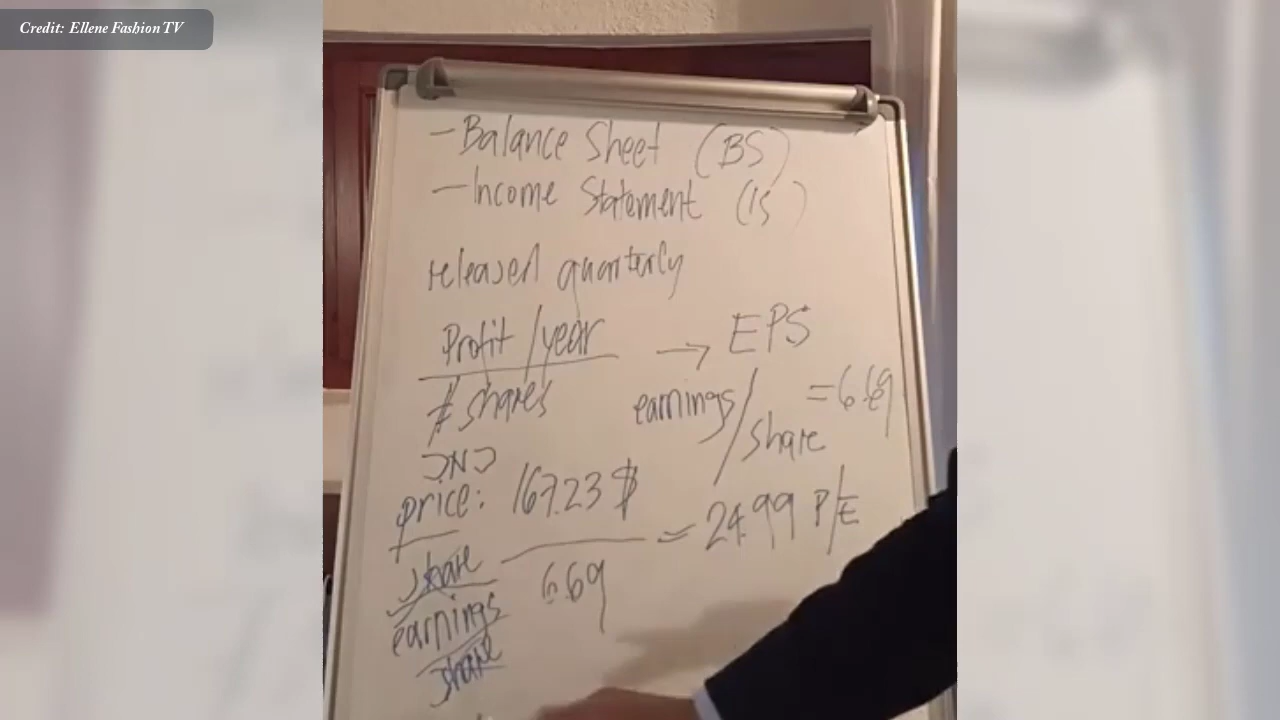 Credit: Ellene Fashion TV
- Balance Sheet (BS)
- Income Statement (IS)
released quarterly
Profit/year → EPS
# shares
earnings/share = 6.69
JNJ
price: 167.23 $ = 24.99 P/E
share
6.69
earnings
share